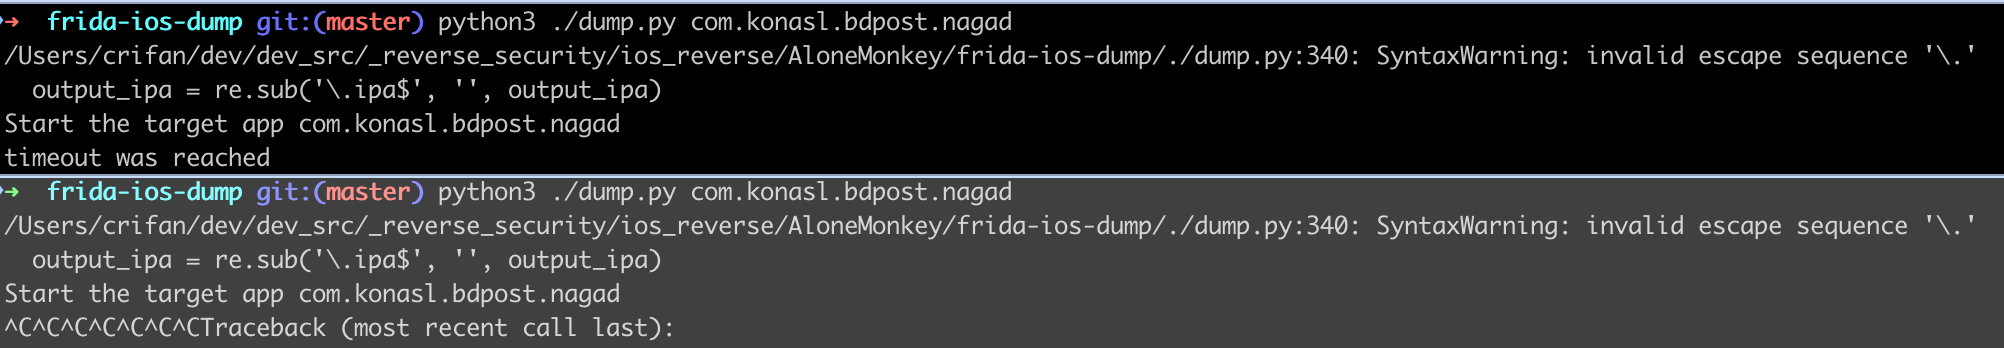 ➜  frida-ios-dump git:(master) python3 ./dump.py com.konasl.bdpost.nagad
/Users/crifan/dev/dev_src/_reverse_security/ios_reverse/AloneMonkey/frida-ios-dump/./dump.py:340: SyntaxWarning: invalid escape sequence '\.'
  output_ipa = re.sub('\.ipa$', '', output_ipa)
Start the target app com.konasl.bdpost.nagad
timeout was reached
➜  frida-ios-dump git:(master) python3 ./dump.py com.konasl.bdpost.nagad
/Users/crifan/dev/dev_src/_reverse_security/ios_reverse/AloneMonkey/frida-ios-dump/./dump.py:340: SyntaxWarning: invalid escape sequence '\.'
  output_ipa = re.sub('\.ipa$', '', output_ipa)
Start the target app com.konasl.bdpost.nagad
^C^C^C^C^C^C^CTraceback (most recent call last):